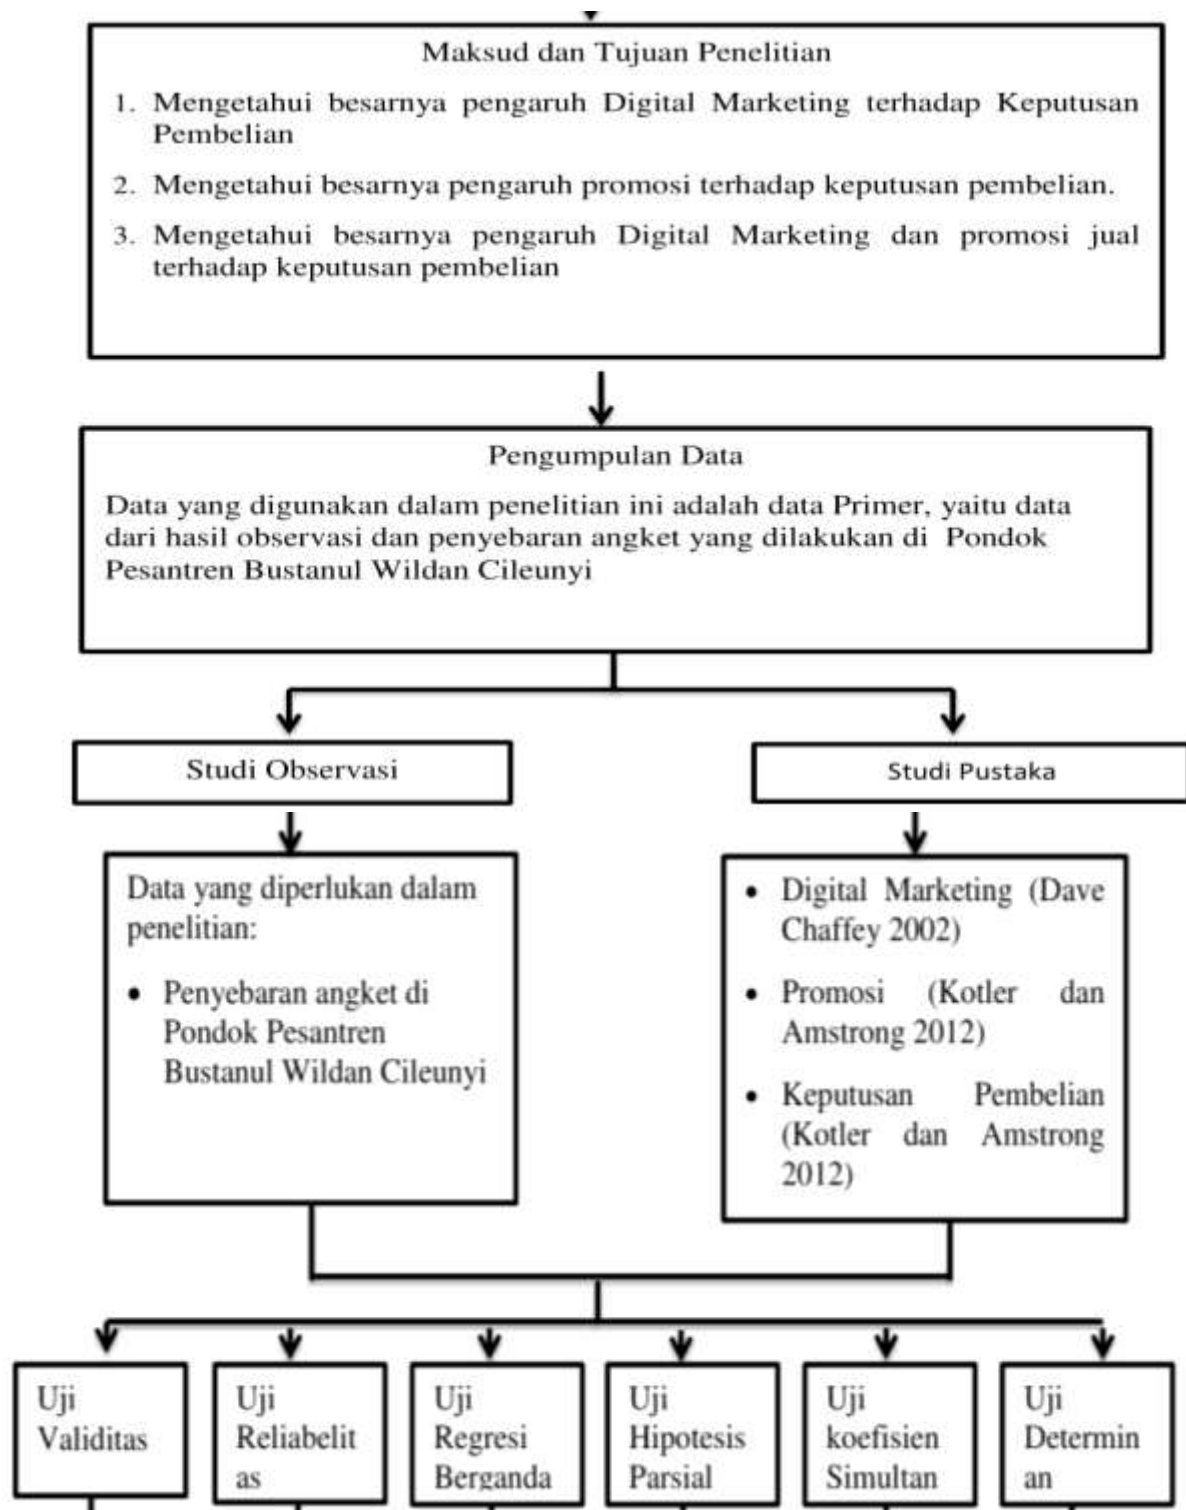 Maksud dan Tujuan Penelitian
1. Mengetahui besarnya pengaruh Digital Marketing terhadap Keputusan
Pembelian
2. Mengetahui besarnya pengaruh promosi terhadap keputusan pembelian.
3. Mengetahui besarnya pengaruh Digital Marketing dan promosi jual
terhadap keputusan pembelian
Pengumpulan Data
Data yang digunakan dalam penelitian ini adalah data Primer, yaitu data
dari hasil observasi dan penyebaran angket yang dilakukan di Pondok
Pesantren Bustanul Wildan Cileunyi
Studi Observasi
Studi Pustaka
Data yang diperlukan dalam
penelitian:
• Penyebaran angket di
Pondok Pesantren
Bustanul Wildan Cileunyi
• Digital Marketing (Dave
Chaffey 2002)
• Promosi (Kotler dan
Amstrong 2012)
• Keputusan Pembelian
(Kotler dan Amstrong
2012)
Uji
Validitas
Uji
Reliabelit
as
Uji
Regresi
Berganda
Uji
Hipotesis
Parsial
Uji
koefisien
Simultan
Uji
Determin
an